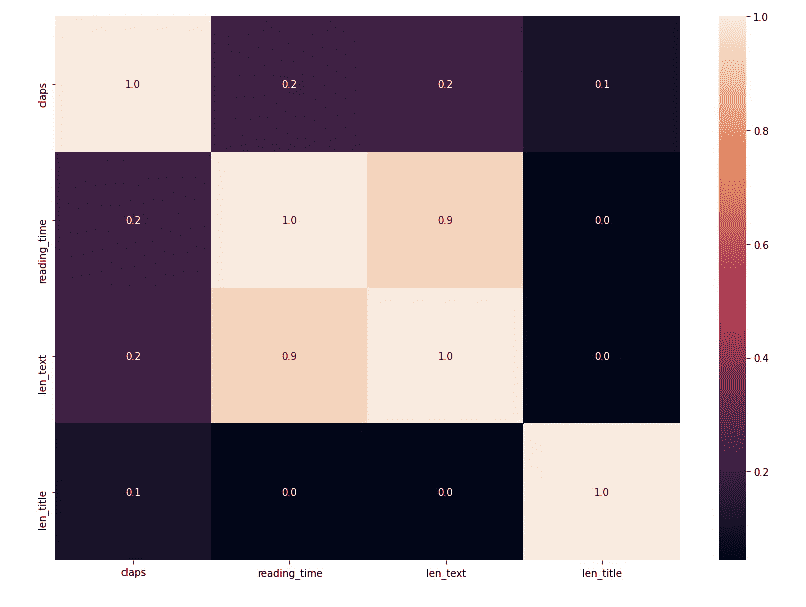 claps 1.0 0.2 0.2 0.1
reading_time 0.2 1.0 0.9 0.0
len_text 0.2 0.9 1.0 0.0
len_title 0.1 0.0 0.0 1.0
claps reading_time len_text len_title
1.0
0.8
0.6
0.4
0.2